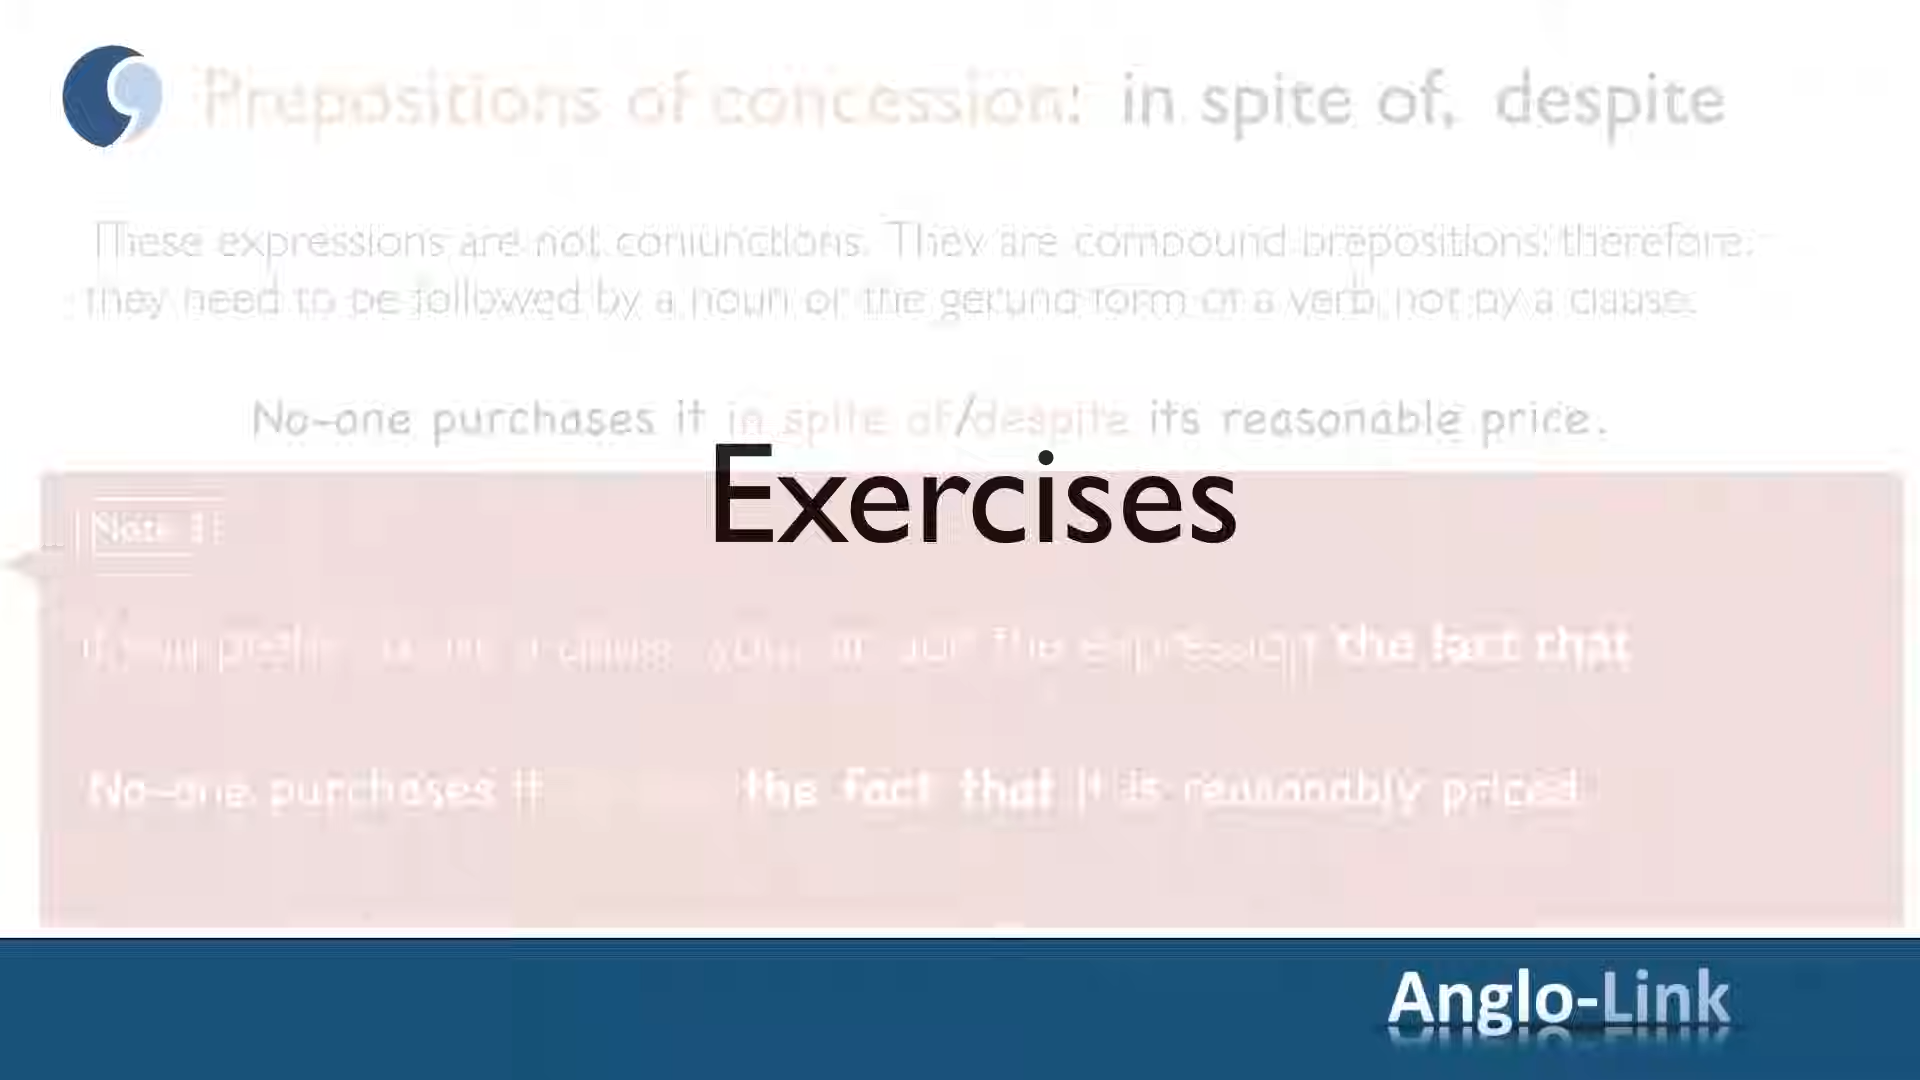 Prepositions of concession: in spite of, despite
These expressions are not conjunctions. They are compound prepositions; therefore,
they need to be followed by a noun or the gerund form of a verb, not by a clause.
No-one purchases it in spite of/despite its reasonable price.
Exercises
Note 1:
the expression the fact that
No-one purchases it the fact that it is reasonably priced.
Anglo-Link